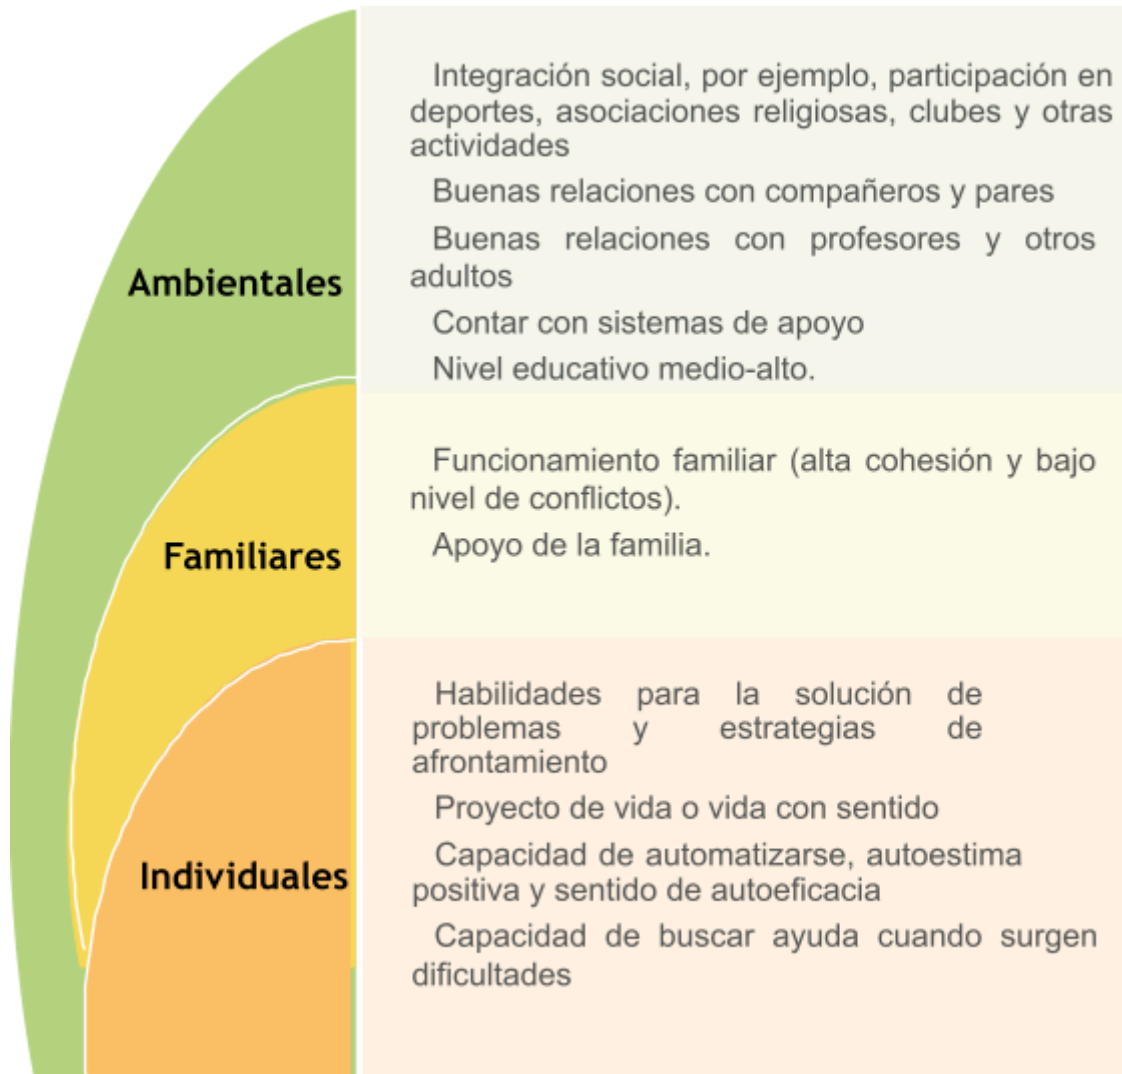 Ambientales
Integración social, por ejemplo, participación en
deportes, asociaciones religiosas, clubes y otras
actividades
Buenas relaciones con compañeros y pares
Buenas relaciones con profesores y otros
adultos
Contar con sistemas de apoyo
Nivel educativo medio-alto.
Familiares
Funcionamiento familiar (alta cohesión y bajo
nivel de conflictos).
Apoyo de la familia.
Individuales
Habilidades para la solución de
problemas y estrategias de
afrontamiento
Proyecto de vida o vida con sentido
Capacidad de automatizarse, autoestima
positiva y sentido de autoeficacia
Capacidad de buscar ayuda cuando surgen
dificultades